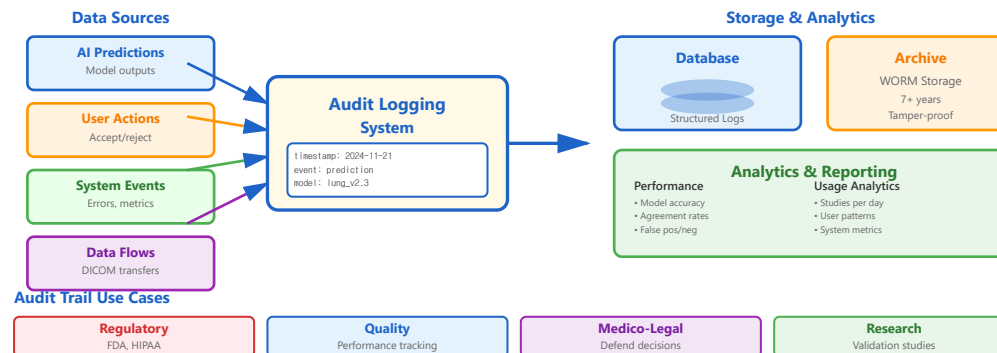 Data Sources
AI Predictions
Model outputs
User Actions
Accept/reject
System Events
Errors, metrics
Data Flows
DICOM transfers
Audit Logging
System
timestamp: 2024-11-21
event: prediction
model: lung_v2.3
Storage & Analytics
Database
Structured Logs
Archive
WORM Storage
7+ years
Tamper-proof
Analytics & Reporting
Performance
• Model accuracy
• Agreement rates
• False pos/neg
Usage Analytics
• Studies per day
• User patterns
• System metrics
Audit Trail Use Cases
Regulatory
FDA, HIPAA
Quality
Performance tracking
Medico-Legal
Defend decisions
Research
Validation studies